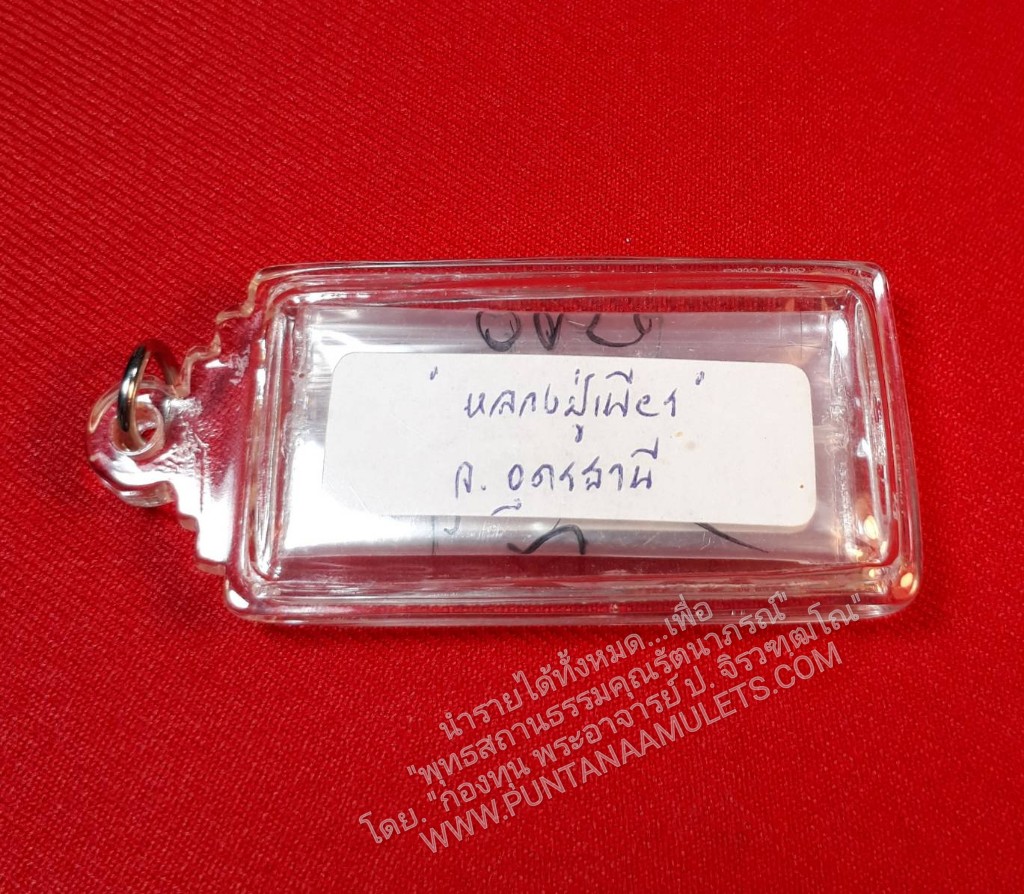 "หลวงปู่เพียร"
จ. อุดรธานี
นำรายได้ทั้งหมด...เพื่อ
"พุทธสถานธรรมคุณรัตนาภรณ์"
โดย. "กองทุน พระอาจารย์ ป. จิรวฑฺฒโณ"
WWW.PUNTANAAMULETS.COM